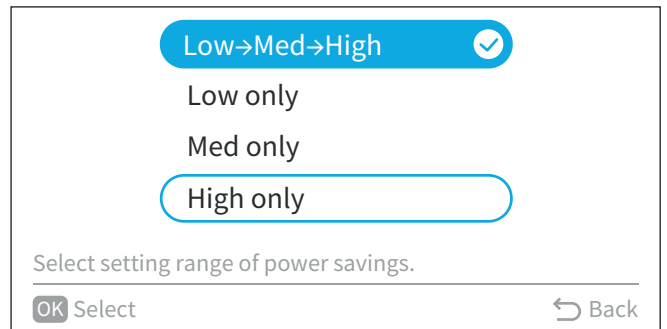 Low→Med→High
Low only
Med only
High only
Select setting range of power savings.
OK Select
Back